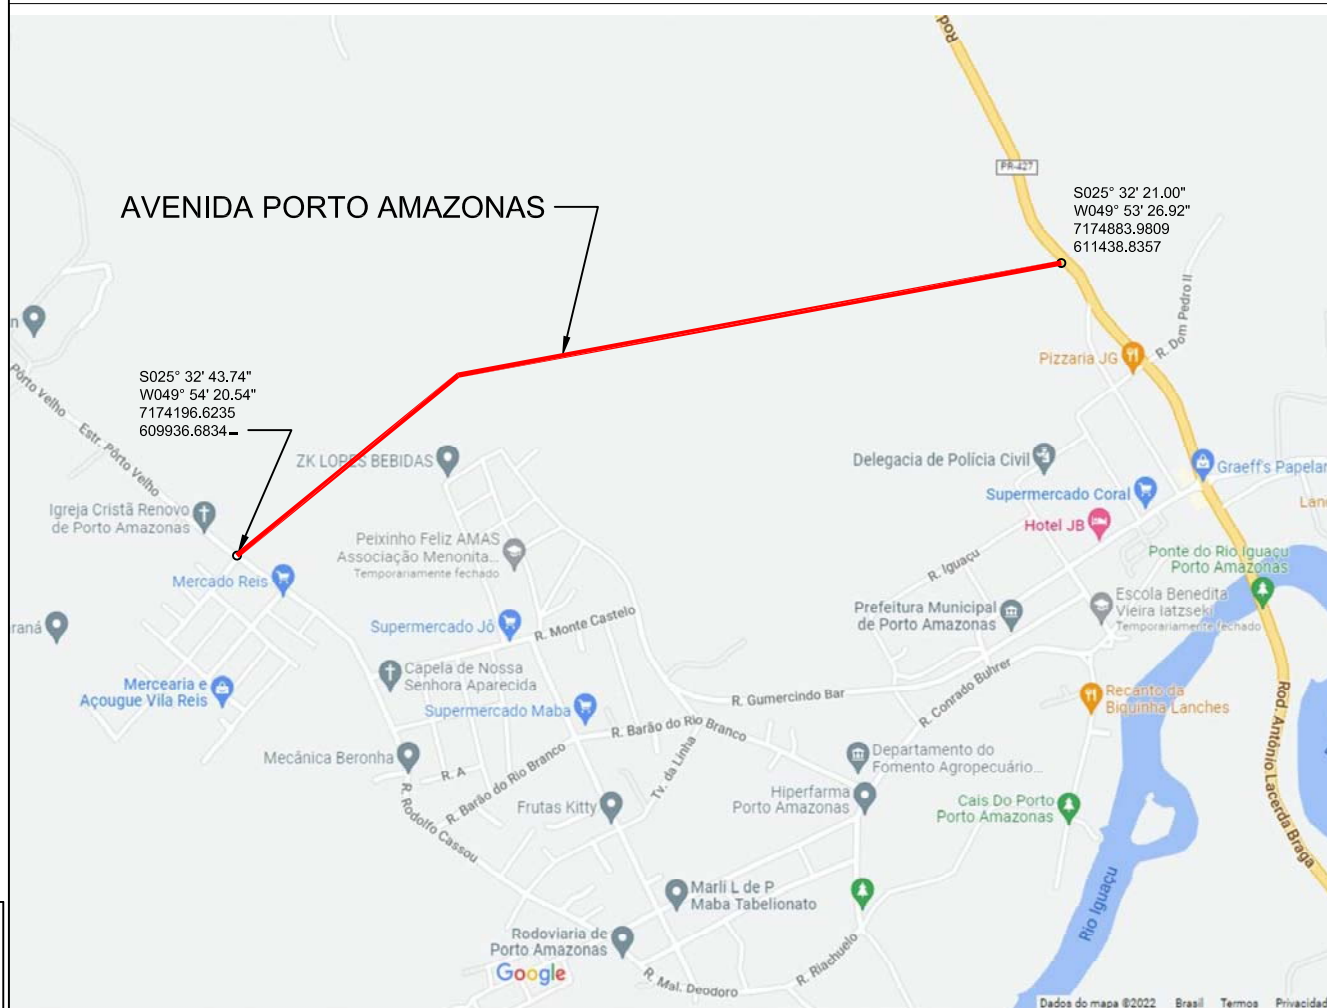 Rod
PR-427
AVENIDA PORTO AMAZONAS
S025° 32' 21.00"
W049° 53' 26.92"
7174883.9809
611438.8357
R. Dom Pedro II
n
Pizzaria JG
Pôrto Velho
S025° 32' 43.74"
W049° 54' 20.54"
7174196.6235
609936.6834
Estr. Pôrto Velho
ZK LOPES BEBIDAS
Delegacia de Polícia Civil
Graeff's Papelar
Supermercado Coral
Lanc
Igreja Cristã Renovo
de Porto Amazonas
Hotel JB
Peixinho Feliz AMAS
Associação Menonita...
Temporariamente fechado
Ponte do Rio Iguaçu
Porto Amazonas
R. Iguaçu
Mercado Reis
Escola Benedita
Vieira Iatzseki
Temporariamente fechado
Prefeitura Municipal
de Porto Amazonas
raná
Supermercado Jô
R. Monte Castelo
Capela de Nossa
Senhora Aparecida
Mercearia e
Açougue Vila Reis
R. Gumercindo Bar
R. Conrado Buhrer
Recanto da
Biguinha Lanches
Supermercado Maba
R. Barão do Rio Branco
Rod. Antônio Lacerda Braga
Mecânica Beronha
R. A
R. Barão do Rio Branco
Tv. da Linha
Departamento do
Fomento Agropecuário...
Hiperfarma
Porto Amazonas
Frutas Kitty
Cais Do Porto
Porto Amazonas
R. Rodolfo Cassou
Marli L de P
Maba Tabelionato
Rio Iguaçu
Rodoviaria de
Porto Amazonas
Google
R. Mal. Deodoro
R. Riachuelo
Dados do mapa ©2022 Brasil Termos Privacidad